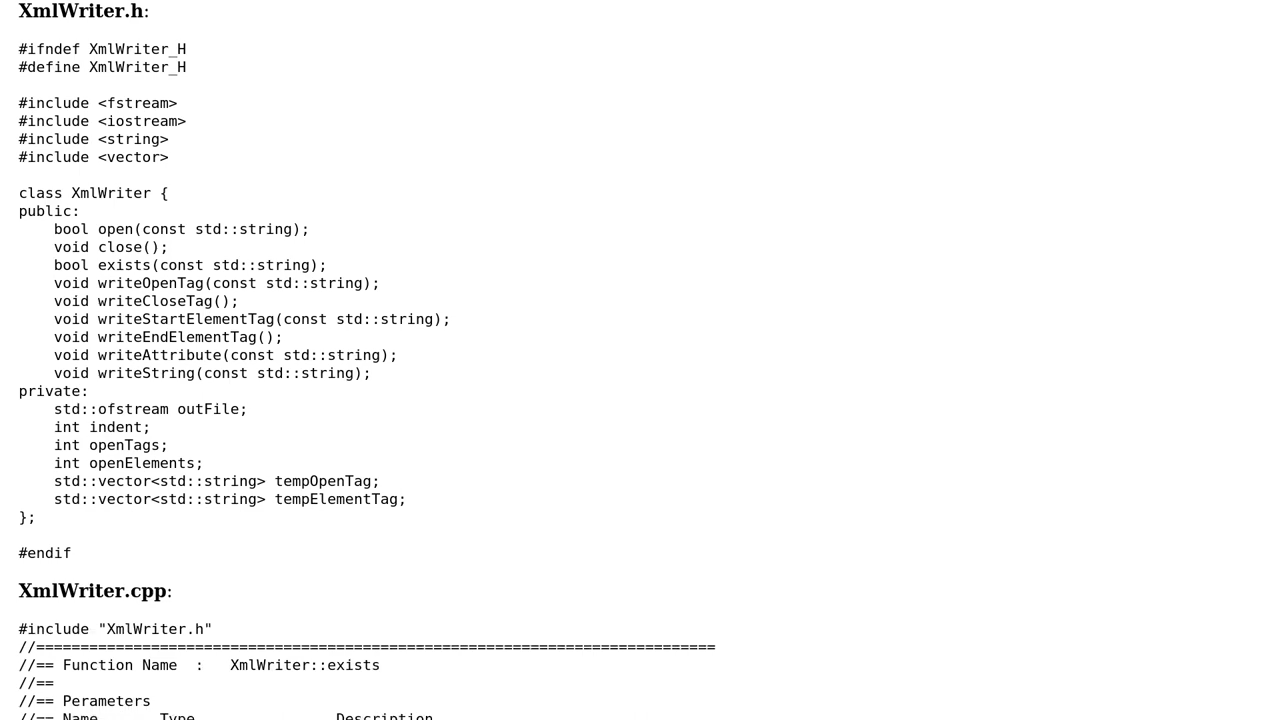 XmlWriter.h:
#ifndef XmlWriter_H
#define XmlWriter_H
#include <fstream>
#include <iostream>
#include <string>
#include <vector>
class XmlWriter {
public:
    bool open(const std::string);
    void close();
    bool exists(const std::string);
    void writeOpenTag(const std::string);
    void writeCloseTag();
    void writeStartElementTag(const std::string);
    void writeEndElementTag();
    void writeAttribute(const std::string);
    void writeString(const std::string);
private:
    std::ofstream outFile;
    int indent;
    int openTags;
    int openElements;
    std::vector<std::string> tempOpenTag;
    std::vector<std::string> tempElementTag;
};
#endif
XmlWriter.cpp:
#include "XmlWriter.h"
//=============================================================================
//== Function Name  :   XmlWriter::exists
//==
//== Perameters
//== Name       Type                Description